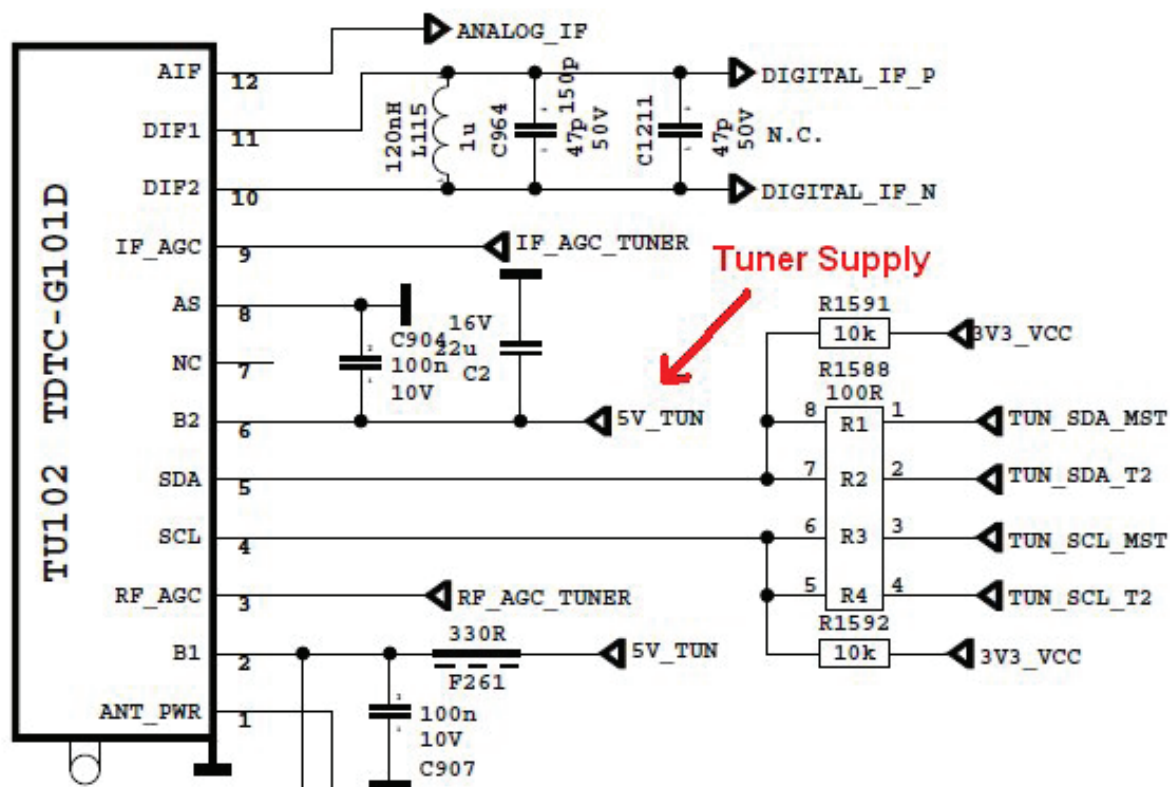 ANALOG_IF
AIF
12
DIGITAL_IF_P
120nH
L115
1u
C964
150p
47p
50V
C1211
47p
50V
N.C.
DIF1
11
DIF2
10
DIGITAL_IF_N
TU102 TDTC-G101D
IF_AGC
9
IF_AGC_TUNER
Tuner Supply
AS
8
R1591
10k
3V3_VCC
16V
22u
C2
C904
100n
10V
NC
7
R1588
100R
B2
6
5V_TUN
8
R1
1
TUN_SDA_MST
SDA
5
7
R2
2
TUN_SDA_T2
SCL
4
6
R3
3
TUN_SCL_MST
RF_AGC
3
RF_AGC_TUNER
5
R4
4
TUN_SCL_T2
R1592
10k
3V3_VCC
330R
B1
2
5V_TUN
F261
ANT_PWR
1
100n
10V
C907